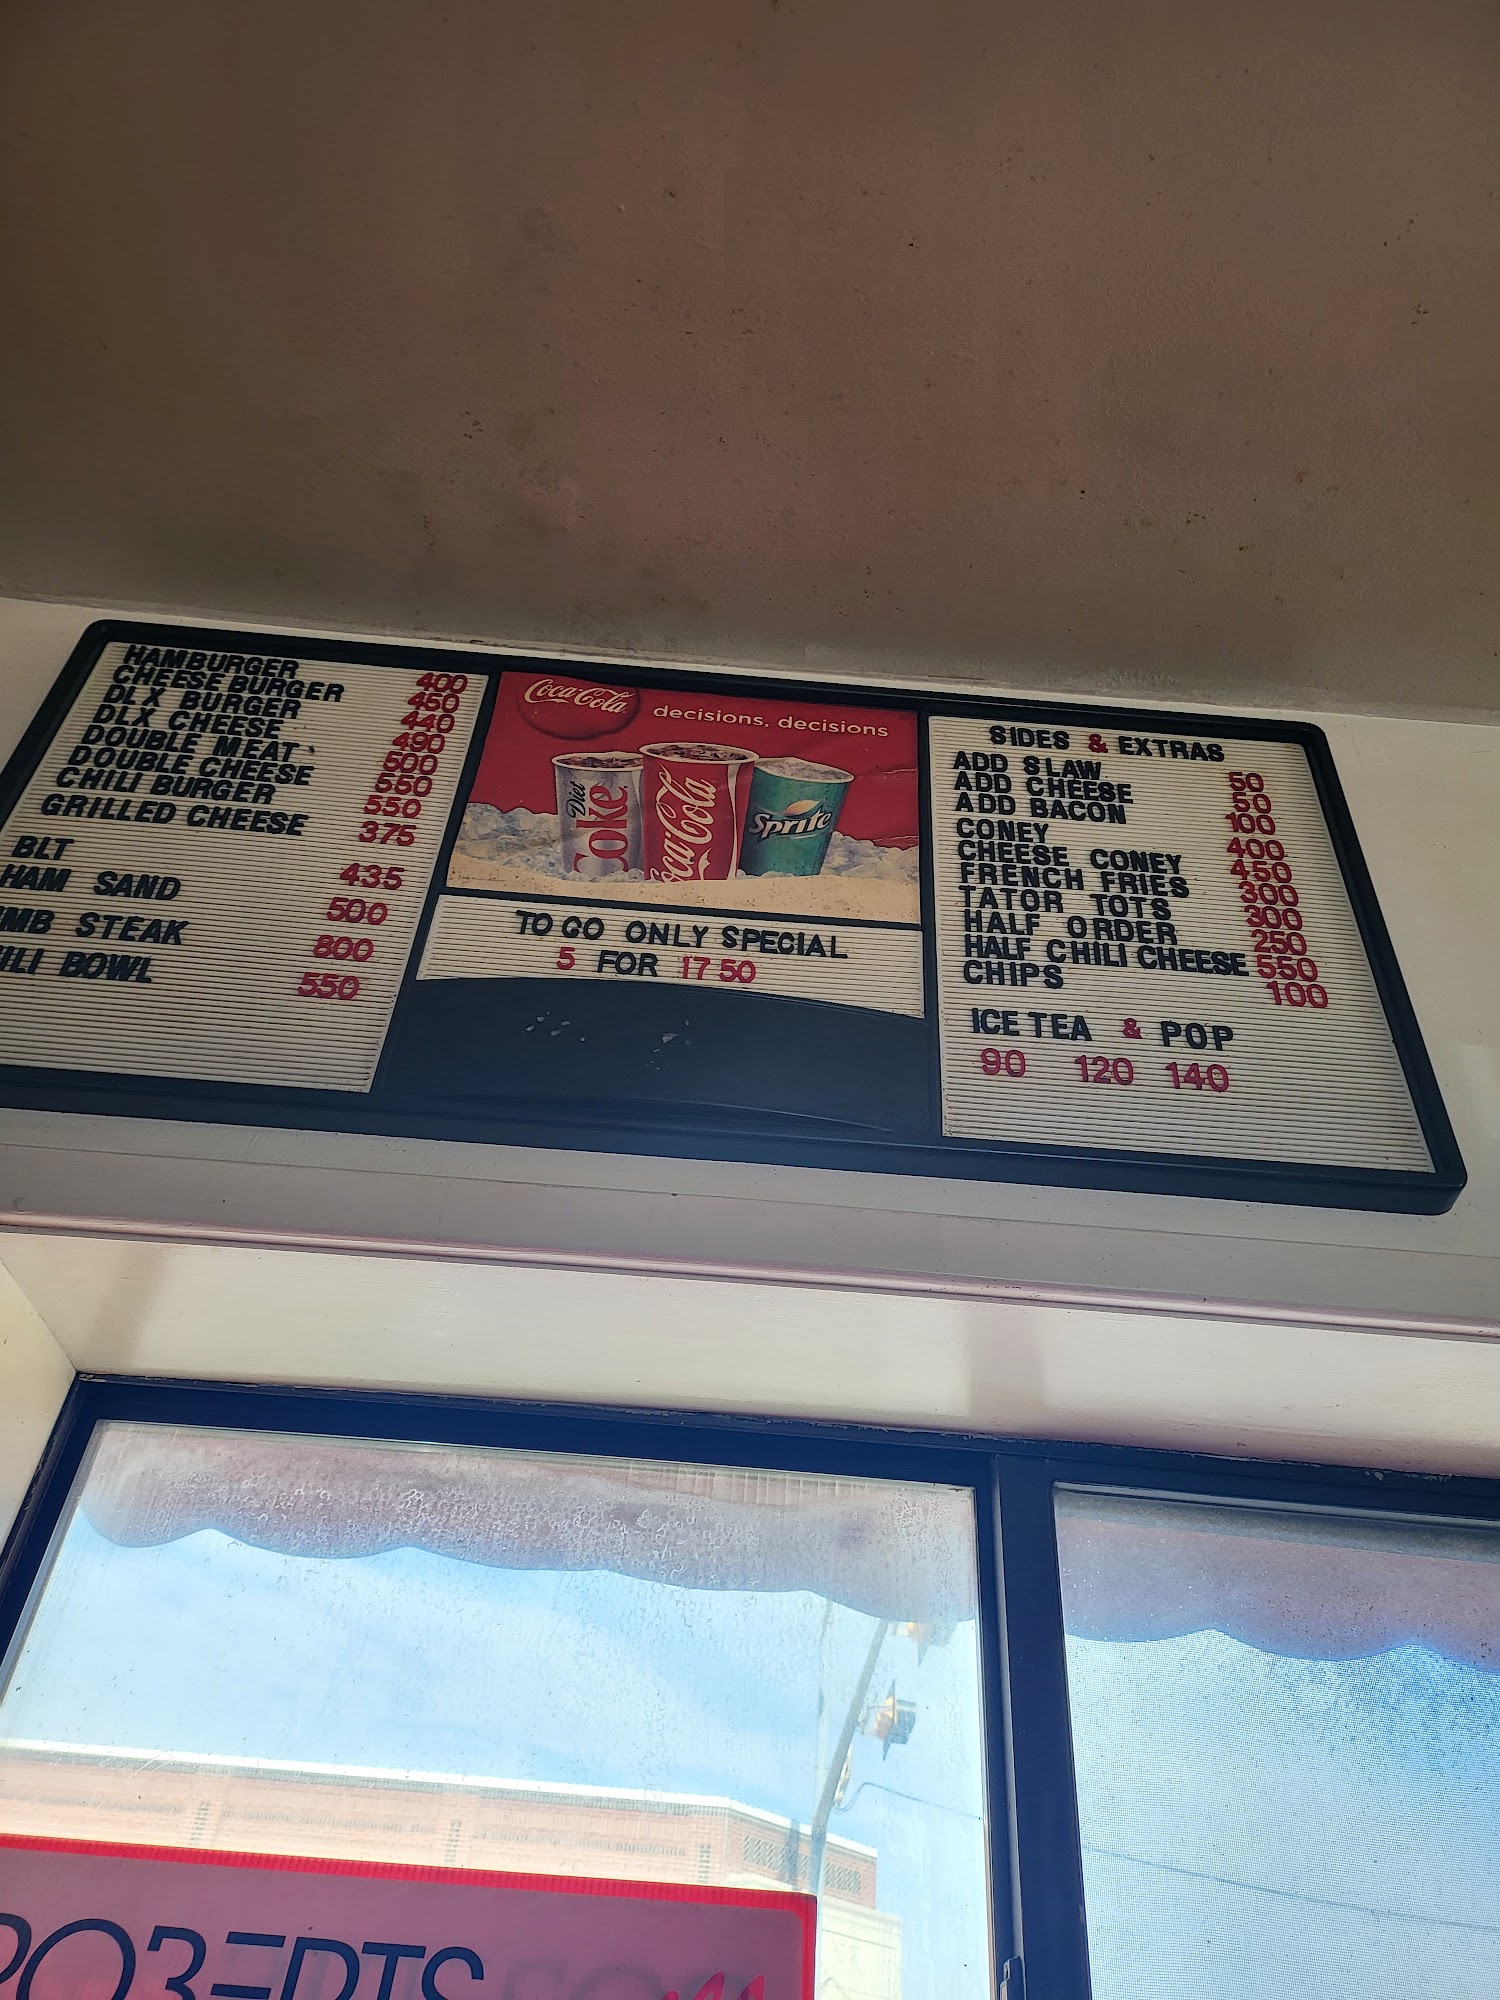 HAMBURGER 400
CHEESE BURGER 450
DLX BURGER 440
DLX CHEESE 490
DOUBLE MEAT 500
DOUBLE CHEESE 550
CHILI BURGER 550
GRILLED CHEESE 375
BLT 435
HAM SAND 500
MB STEAK 800
ILI BOWL 550
Coca-Cola
decisions, decisions
Diet Coke
Coca-Cola
Sprite
TO GO ONLY SPECIAL
5 FOR 17 50
SIDES & EXTRAS
ADD SLAW 50
ADD CHEESE 50
ADD BACON 100
CONEY 400
CHEESE CONEY 450
FRENCH FRIES 300
TATOR TOTS 300
HALF ORDER 250
HALF CHILI CHEESE 550
CHIPS 100
ICE TEA & POP
90 120 140